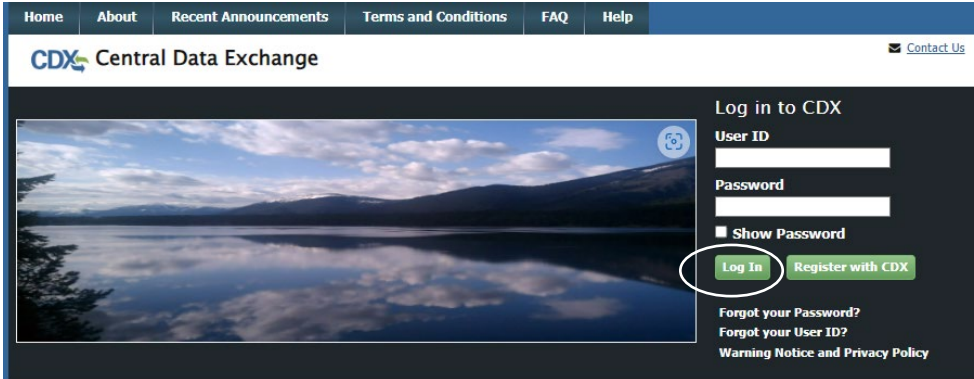 Home About Recent Announcements Terms and Conditions FAQ Help
CDX Central Data Exchange
Contact Us
Log in to CDX
User ID
Password
Show Password
Log In Register with CDX
Forgot your Password?
Forgot your User ID?
Warning Notice and Privacy Policy